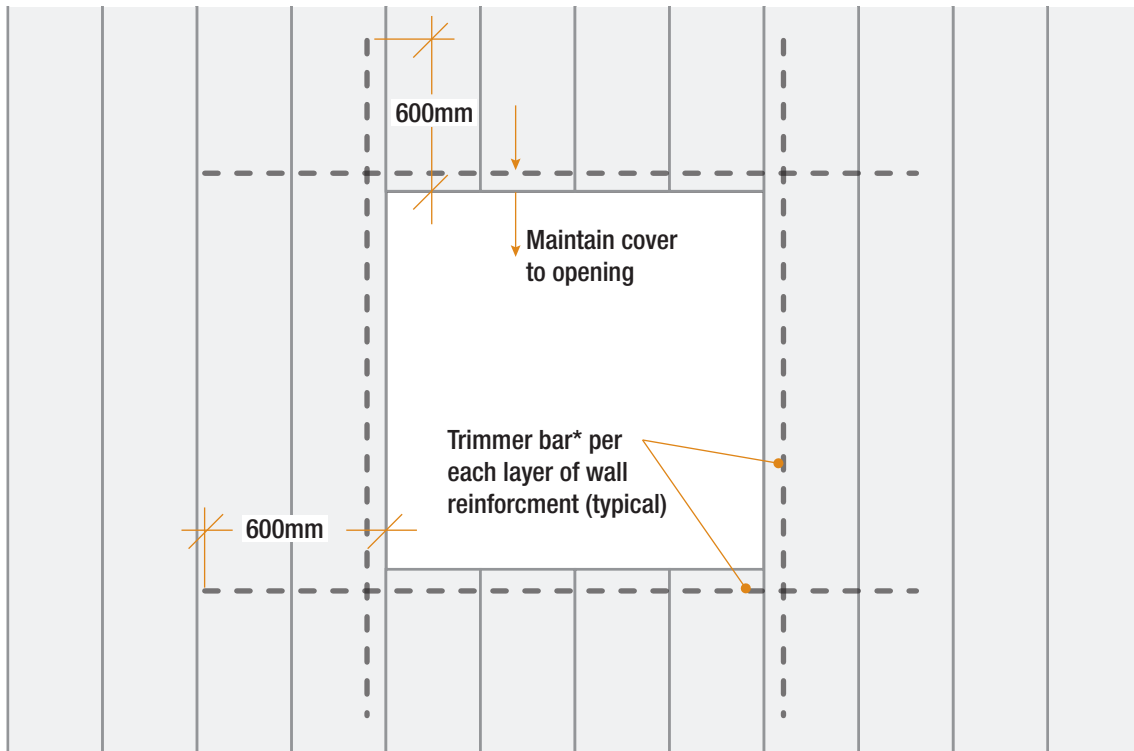 600mm
Maintain cover
to opening
Trimmer bar* per
each layer of wall
reinforcment (typical)
600mm